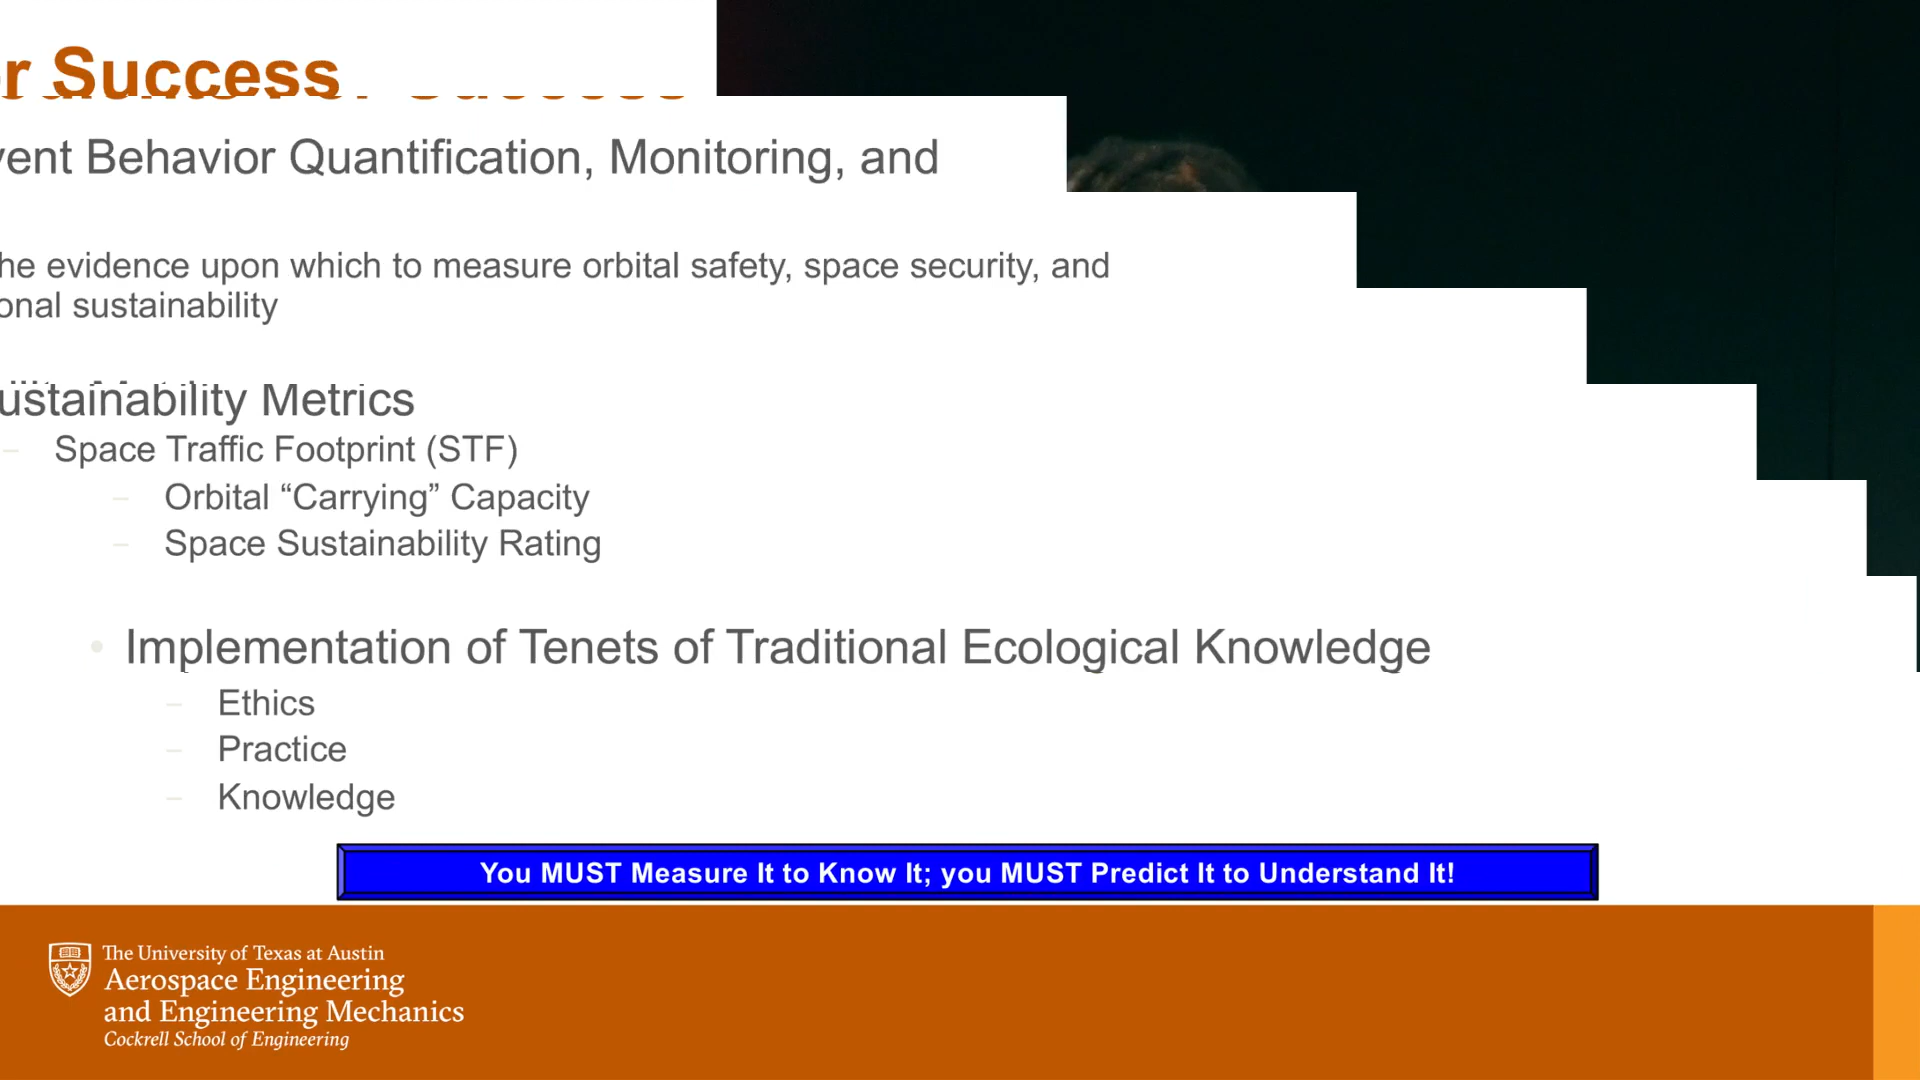 r Success
vent Behavior Quantification, Monitoring, and
he evidence upon which to measure orbital safety, space security, and
onal sustainability
ustainability Metrics
– Space Traffic Footprint (STF)
– Orbital “Carrying” Capacity
– Space Sustainability Rating
• Implementation of Tenets of Traditional Ecological Knowledge
– Ethics
– Practice
– Knowledge
You MUST Measure It to Know It; you MUST Predict It to Understand It!
The University of Texas at Austin
Aerospace Engineering
and Engineering Mechanics
Cockrell School of Engineering